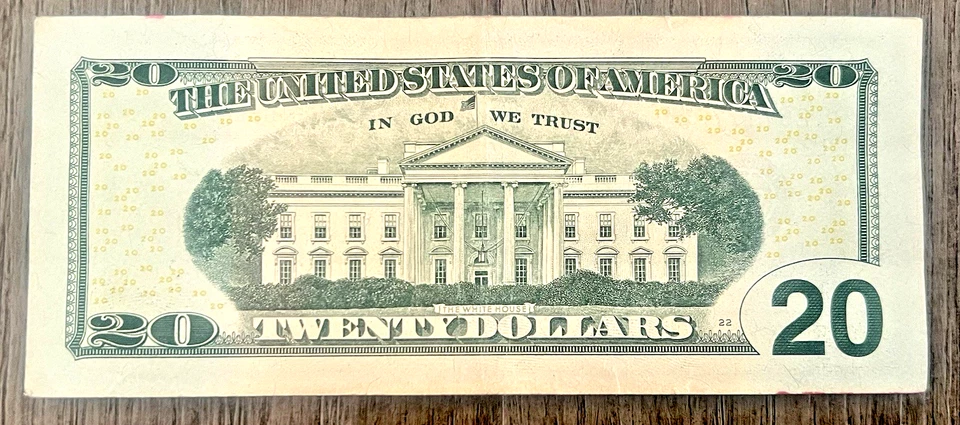 20 20
THE UNITED STATES OF AMERICA
IN GOD WE TRUST
THE WHITE HOUSE
20 TWENTY DOLLARS 22 20